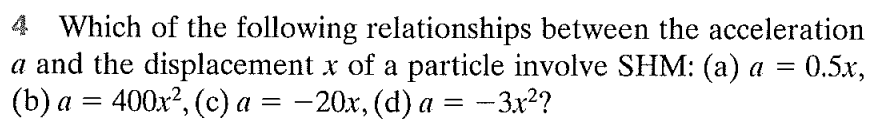 4 Which of the following relationships between the acceleration
a and the displacement x of a particle involve SHM: (a) a = 0.5x,
(b) a = 400x², (c) a = −20x, (d) a = −3x²?